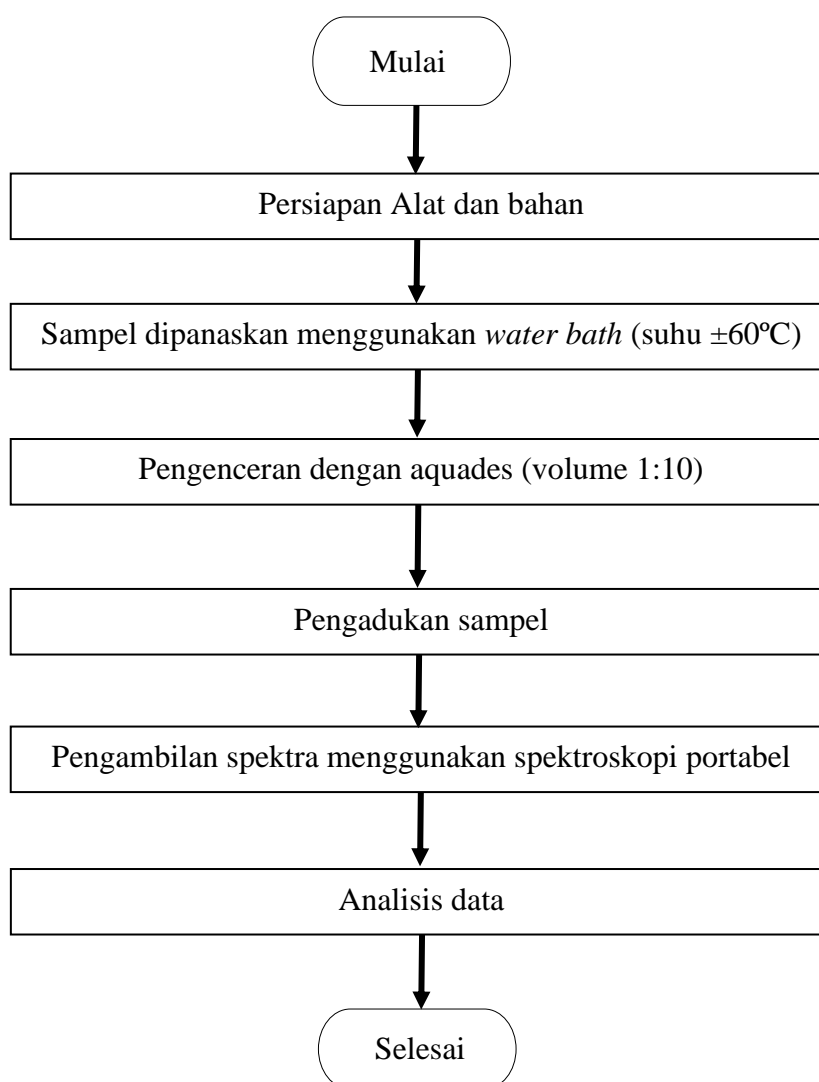 Mulai
Persiapan Alat dan bahan
Sampel dipanaskan menggunakan water bath (suhu ±60ºC)
Pengenceran dengan aquades (volume 1:10)
Pengadukan sampel
Pengambilan spektra menggunakan spektroskopi portabel
Analisis data
Selesai